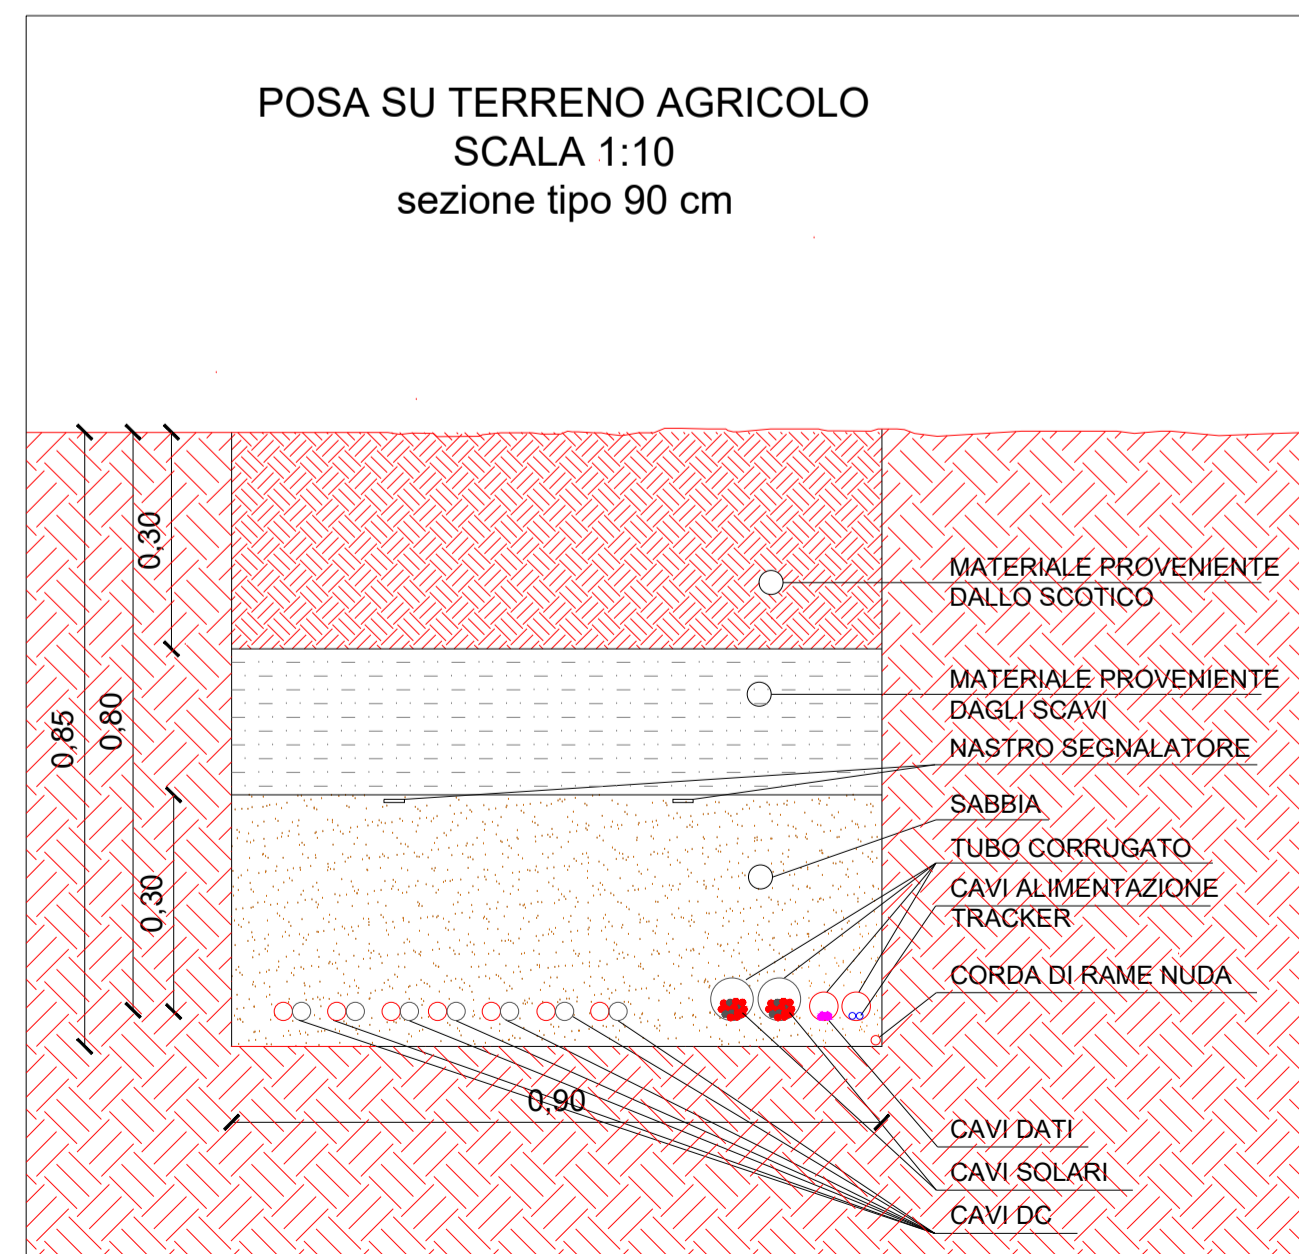 POSA SU TERRENO AGRICOLO
SCALA 1:10
sezione tipo 90 cm
0,30
0,85
0,80
0,30
0,90
MATERIALE PROVENIENTE
DALLO SCOTICO
MATERIALE PROVENIENTE
DAGLI SCAVI
NASTRO SEGNALATORE
SABBIA
TUBO CORRUGATO
CAVI ALIMENTAZIONE
TRACKER
CORDA DI RAME NUDA
CAVI DATI
CAVI SOLARI
CAVI DC